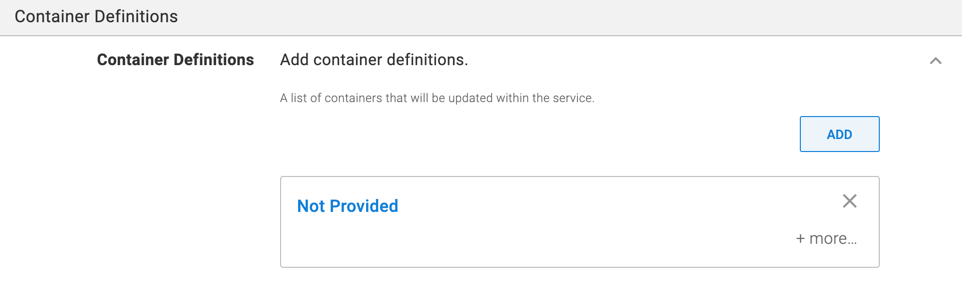 Container Definitions
Container Definitions Add container definitions.
A list of containers that will be updated within the service.
ADD
Not Provided
+ more...